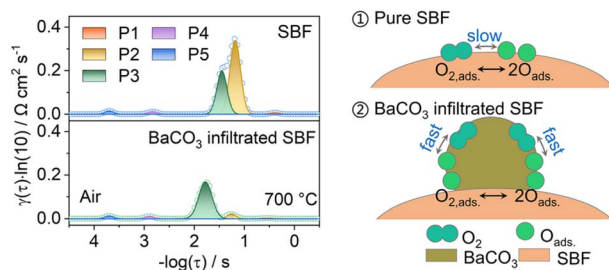 P1
P2
P3
P4
P5
SBF
0.4
0.2
0.0
BaCO₃ infiltrated SBF
0.4
0.2
0.0
Air
700 °C
4
3
2
1
0
-log(τ) / s
γ(τ)·ln(10) / Ω cm² s⁻¹
① Pure SBF
slow
O₂,ads. ↔ 2Oads.
② BaCO₃ infiltrated SBF
fast
fast
O₂,ads. ↔ 2Oads.
O₂
Oads.
BaCO₃
SBF